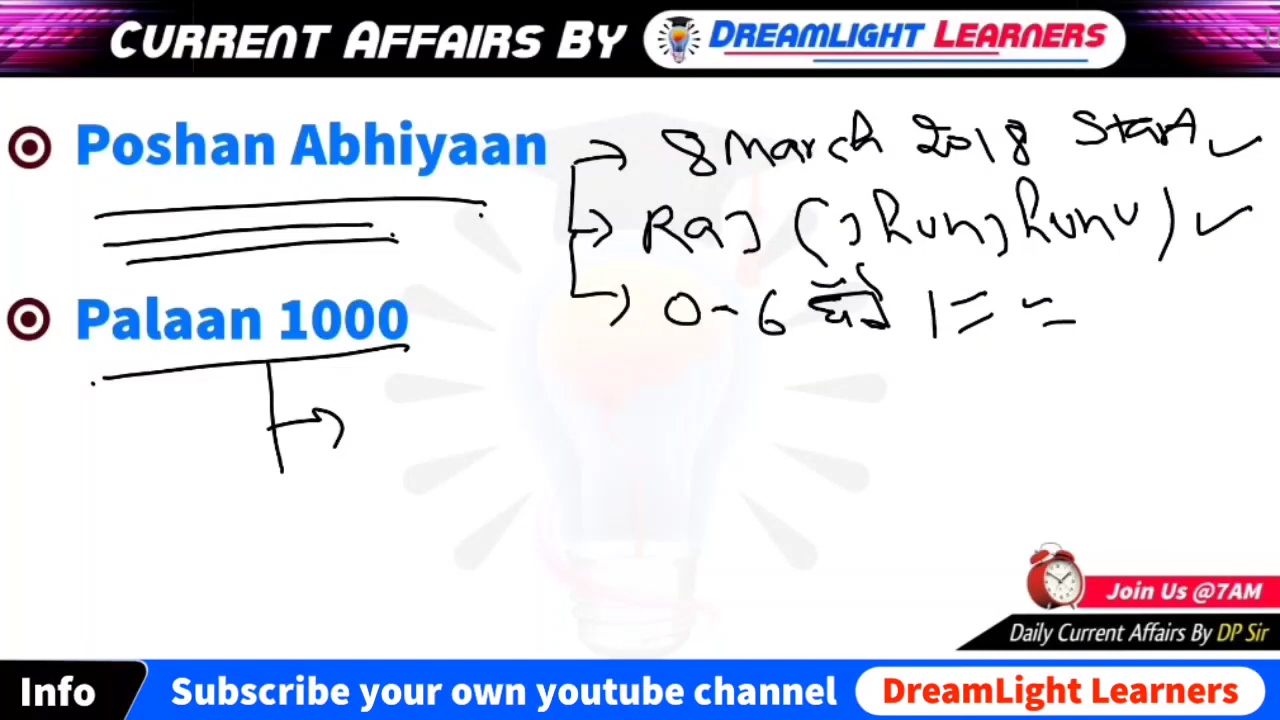 CURRENT AFFAIRS BY DREAMLIGHT LEARNERS
Poshan Abhiyaan
8 March 2018 Start
Raj (Jhunjhunu)
0-6
Palaan 1000
Join Us @7AM
Daily Current Affairs By DP Sir
Info
Subscribe your own youtube channel DreamLight Learners